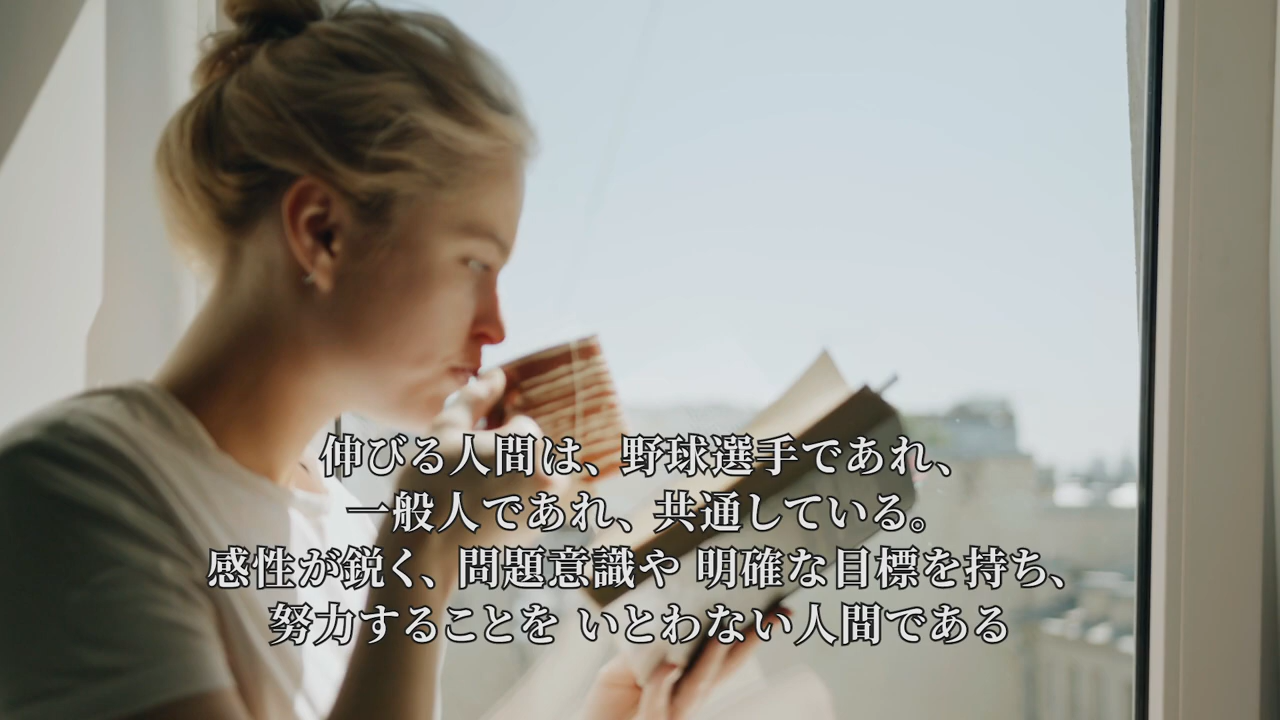 伸びる人間は、野球選手であれ、
一般人であれ、共通している。
感性が鋭く、問題意識や 明確な目標を持ち、
努力することを いとわない人間である